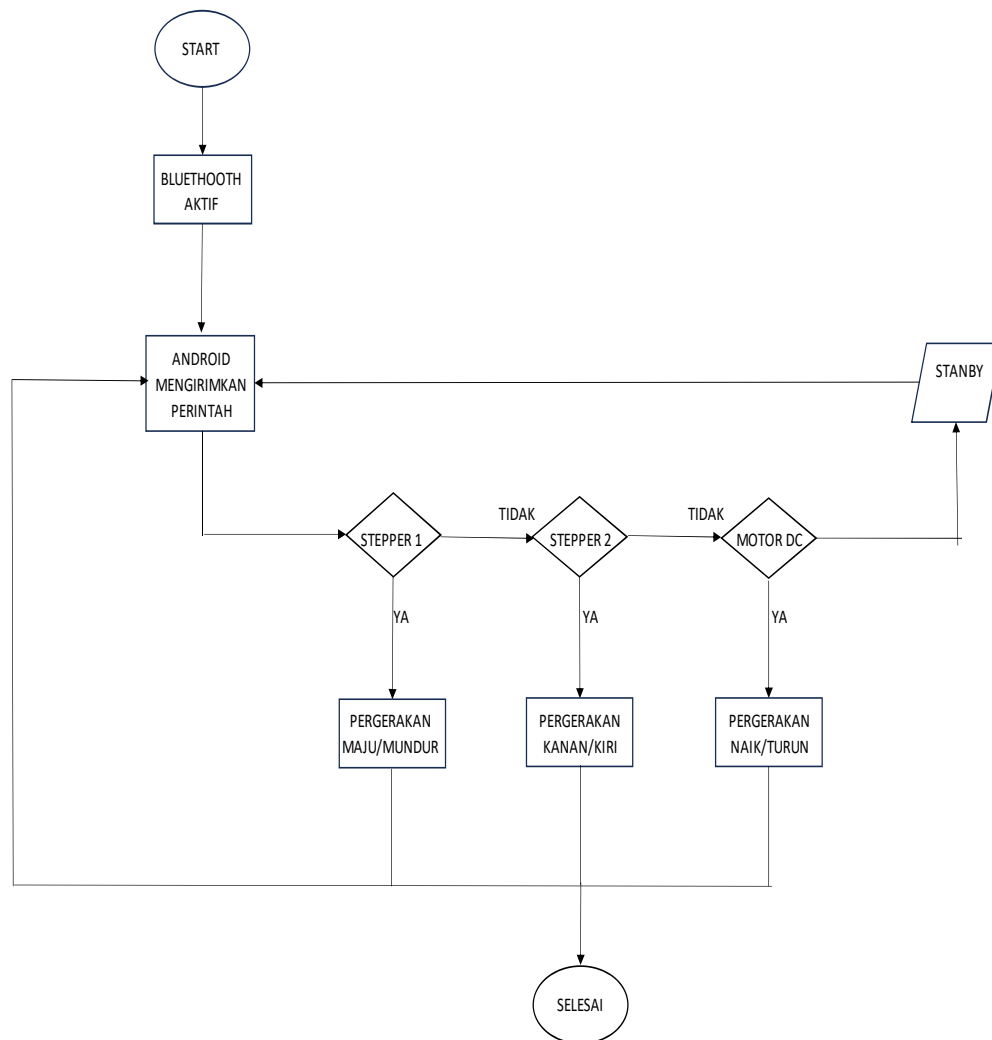 START
BLUETHOOTH
AKTIF
ANDROID
MENGIRIMKAN
PERINTAH
STANBY
STEPPER 1
TIDAK
STEPPER 2
TIDAK
MOTOR DC
YA
YA
YA
PERGERAKAN
MAJU/MUNDUR
PERGERAKAN
KANAN/KIRI
PERGERAKAN
NAIK/TURUN
SELESAI